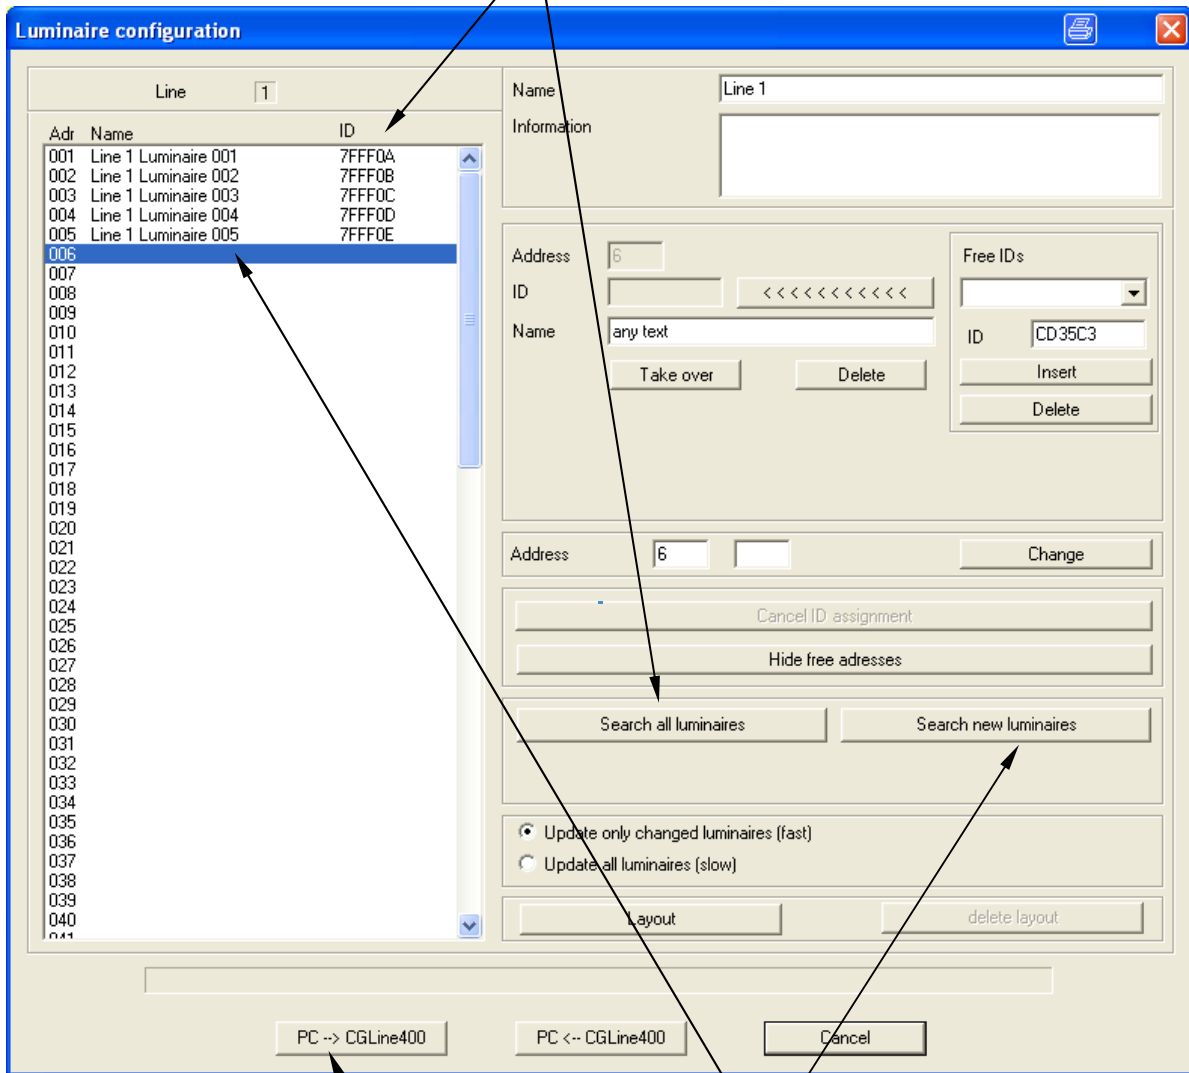 Luminaire configuration
Line 1
Adr Name ID
001 Line 1 Luminaire 001 7FFF0A
002 Line 1 Luminaire 002 7FFF0B
003 Line 1 Luminaire 003 7FFF0C
004 Line 1 Luminaire 004 7FFF0D
005 Line 1 Luminaire 005 7FFF0E
006
007
008
009
010
011
012
013
014
015
016
017
018
019
020
021
022
023
024
025
026
027
028
029
030
031
032
033
034
035
036
037
038
039
040
041
Name Line 1
Information
Address 6
ID <<<<<<<<<<<
Name any text
Take over Delete
Free IDs
ID CD35C3
Insert
Delete
Address 6 Change
Cancel ID assignment
Hide free adresses
Search all luminaires Search new luminaires
Update only changed luminaires (fast)
Update all luminaires (slow)
Layout delete layout
PC --> CGLine400 PC <-- CGLine400 Cancel